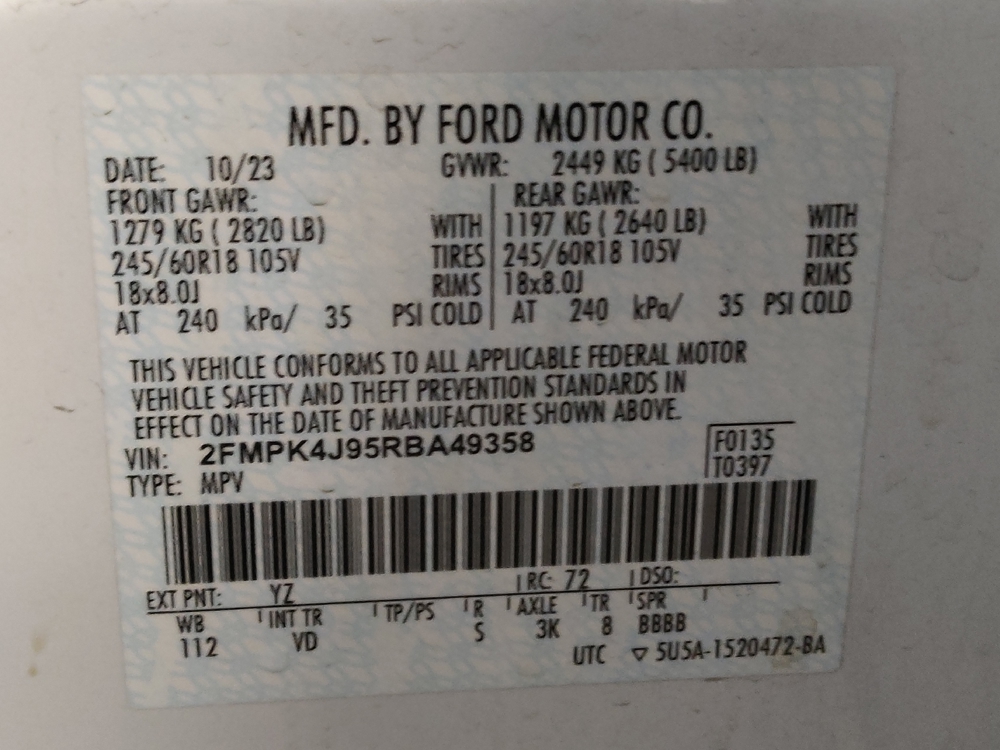 MFD. BY FORD MOTOR CO.
DATE: 10/23 GVWR: 2449 KG ( 5400 LB)
FRONT GAWR: REAR GAWR:
1279 KG ( 2820 LB) WITH 1197 KG ( 2640 LB) WITH
245/60R18 105V TIRES 245/60R18 105V TIRES
18x8.0J RIMS 18x8.0J RIMS
AT 240 kPa/ 35 PSI COLD AT 240 kPa/ 35 PSI COLD
THIS VEHICLE CONFORMS TO ALL APPLICABLE FEDERAL MOTOR
VEHICLE SAFETY AND THEFT PREVENTION STANDARDS IN
EFFECT ON THE DATE OF MANUFACTURE SHOWN ABOVE.
VIN: 2FMPK4J95RBA49358 F0135
TYPE: MPV T0397
EXT PNT: YZ RC: 72 DSO:
WB INT TR TP/PS R AXLE TR SPR
112 VD S 3K 8 BBBB
UTC ▽ 5U5A-1520472-BA